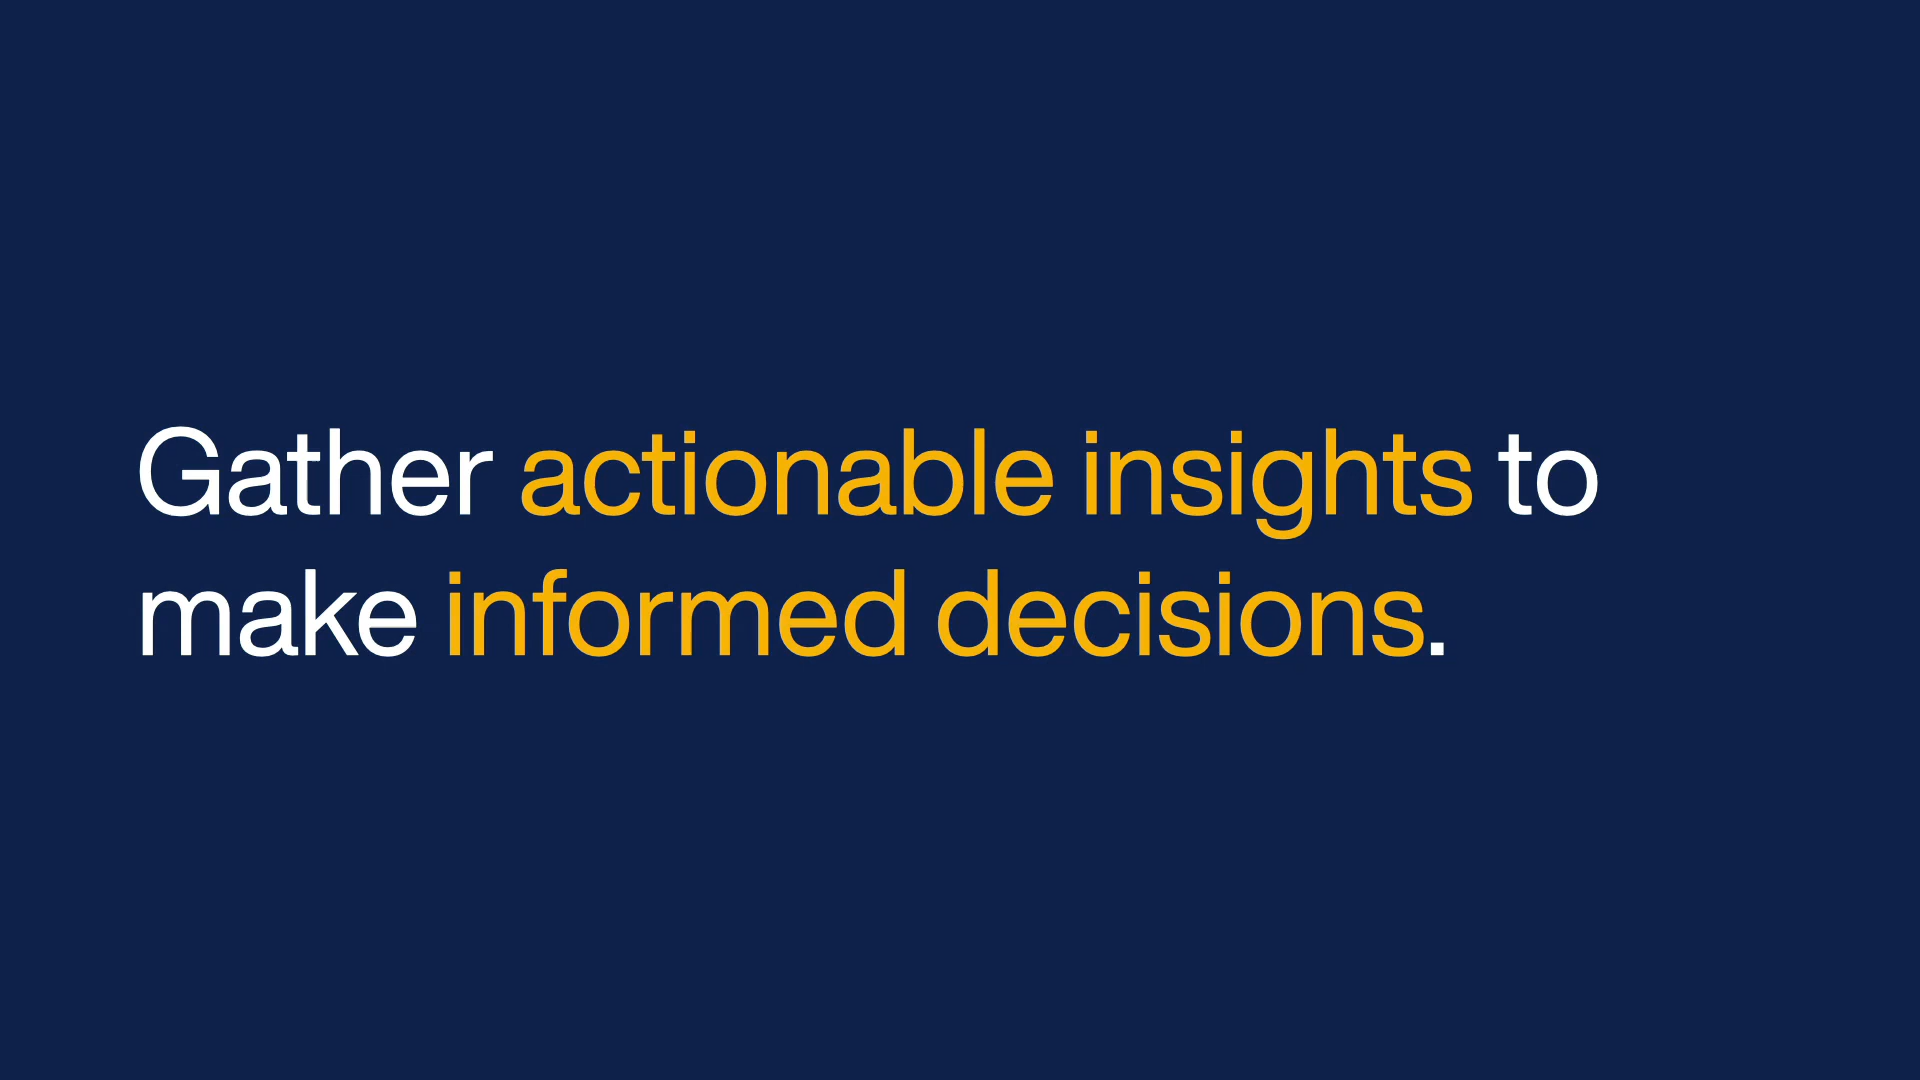 Gather actionable insights to
make informed decisions.